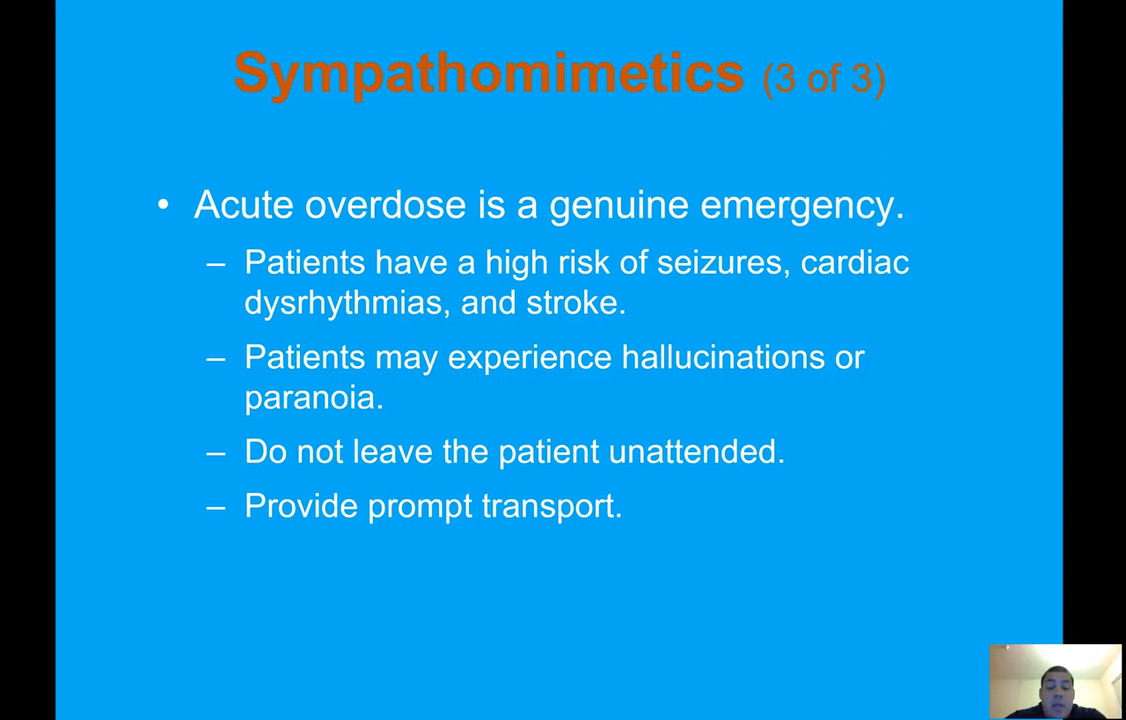 Sympathomimetics (3 of 3)
• Acute overdose is a genuine emergency.
– Patients have a high risk of seizures, cardiac
dysrhythmias, and stroke.
– Patients may experience hallucinations or
paranoia.
– Do not leave the patient unattended.
– Provide prompt transport.